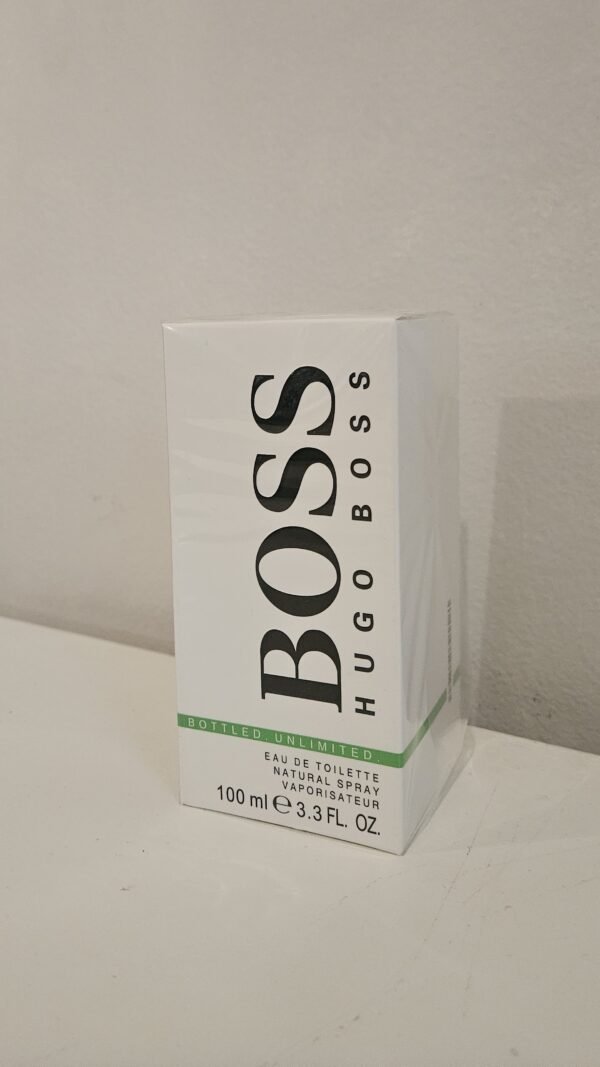 BOSS
HUGO BOSS
BOTTLED. UNLIMITED.
EAU DE TOILETTE
NATURAL SPRAY
VAPORISATEUR
100 ml ℮ 3.3 FL. OZ.